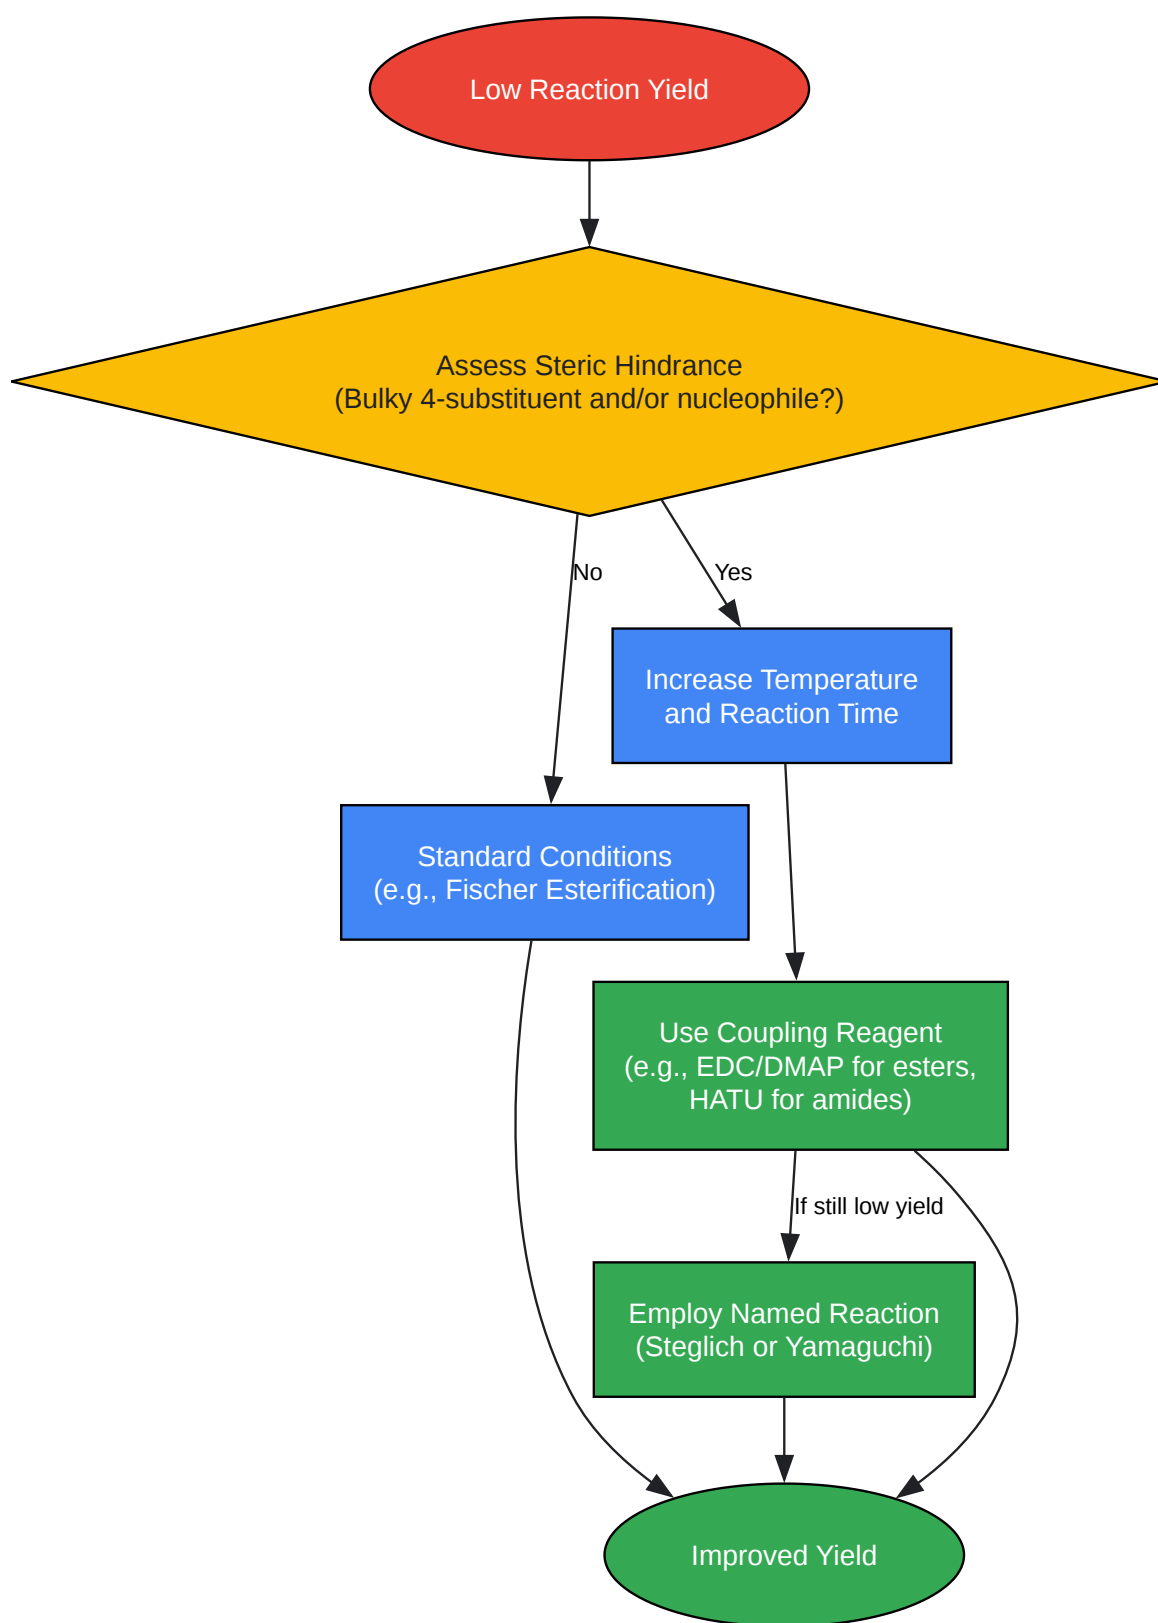 Low Reaction Yield
Assess Steric Hindrance
(Bulky 4-substituent and/or nucleophile?)
No
Yes
Increase Temperature
and Reaction Time
Standard Conditions
(e.g., Fischer Esterification)
Use Coupling Reagent
(e.g., EDC/DMAP for esters,
HATU for amides)
If still low yield
Employ Named Reaction
(Steglich or Yamaguchi)
Improved Yield